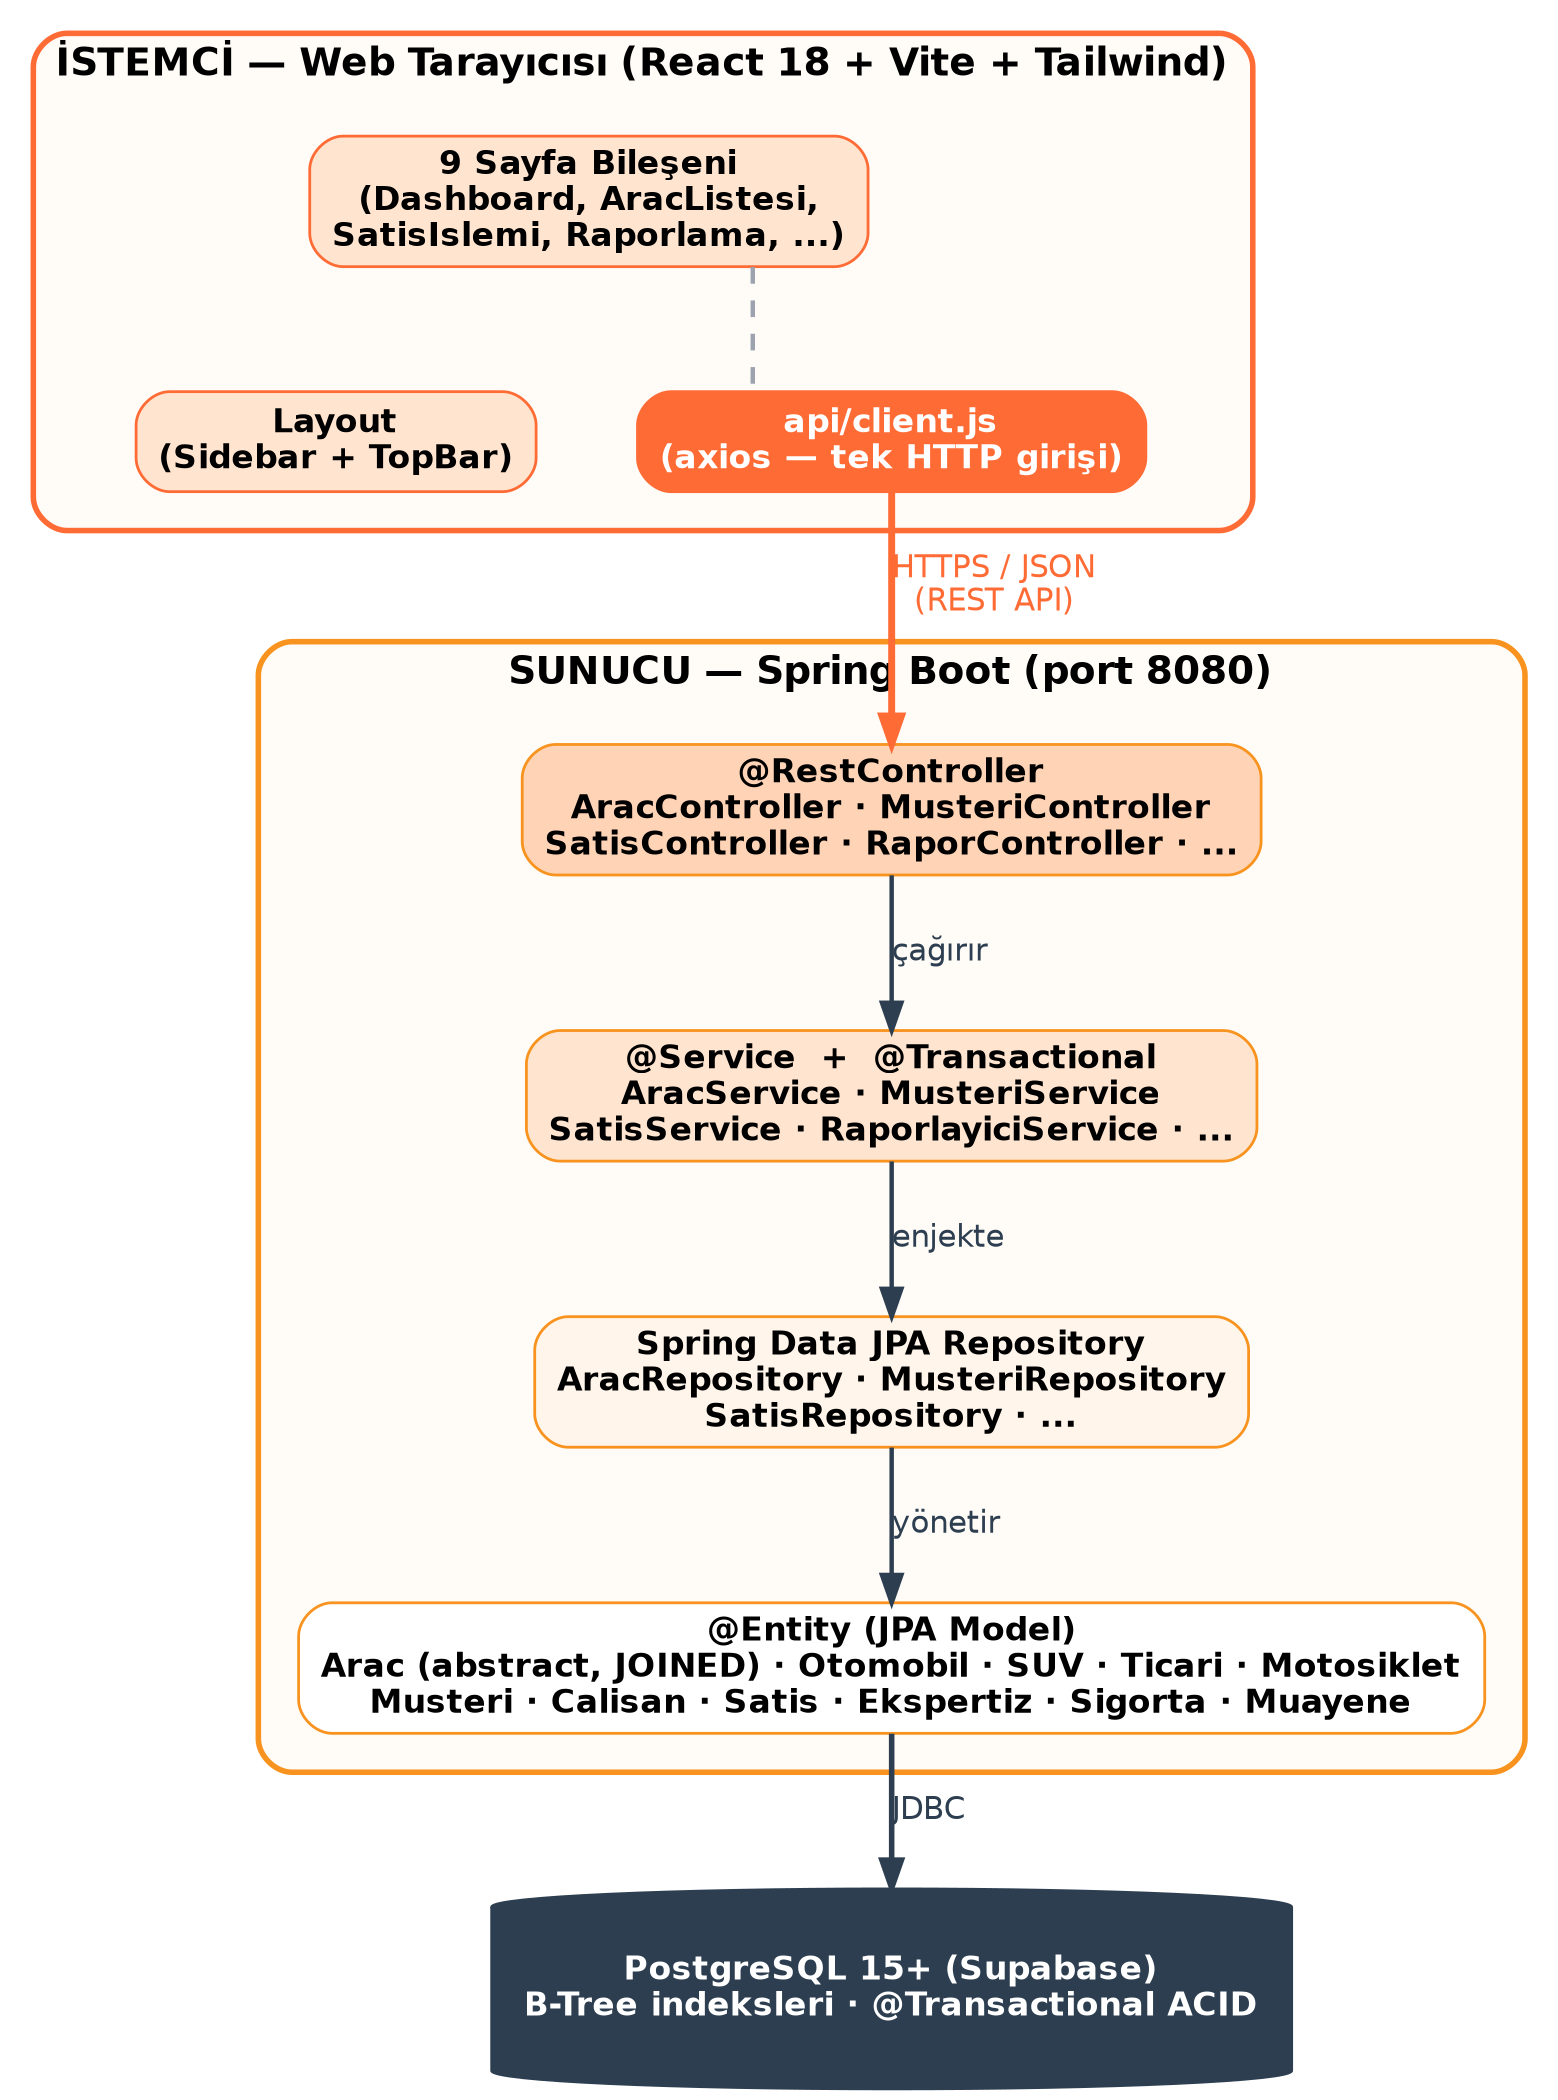 İSTEMCİ — Web Tarayıcısı (React 18 + Vite + Tailwind)
9 Sayfa Bileşeni
(Dashboard, AracListesi,
SatisIslemi, Raporlama, ...)
Layout
(Sidebar + TopBar)
api/client.js
(axios — tek HTTP girişi)
HTTPS / JSON
(REST API)
SUNUCU — Spring Boot (port 8080)
@RestController
AracController · MusteriController
SatisController · RaporController · ...
çağırır
@Service  +  @Transactional
AracService · MusteriService
SatisService · RaporlayiciService · ...
enjekte
Spring Data JPA Repository
AracRepository · MusteriRepository
SatisRepository · ...
yönetir
@Entity (JPA Model)
Arac (abstract, JOINED) · Otomobil · SUV · Ticari · Motosiklet
Musteri · Calisan · Satis · Ekspertiz · Sigorta · Muayene
JDBC
PostgreSQL 15+ (Supabase)
B-Tree indeksleri · @Transactional ACID